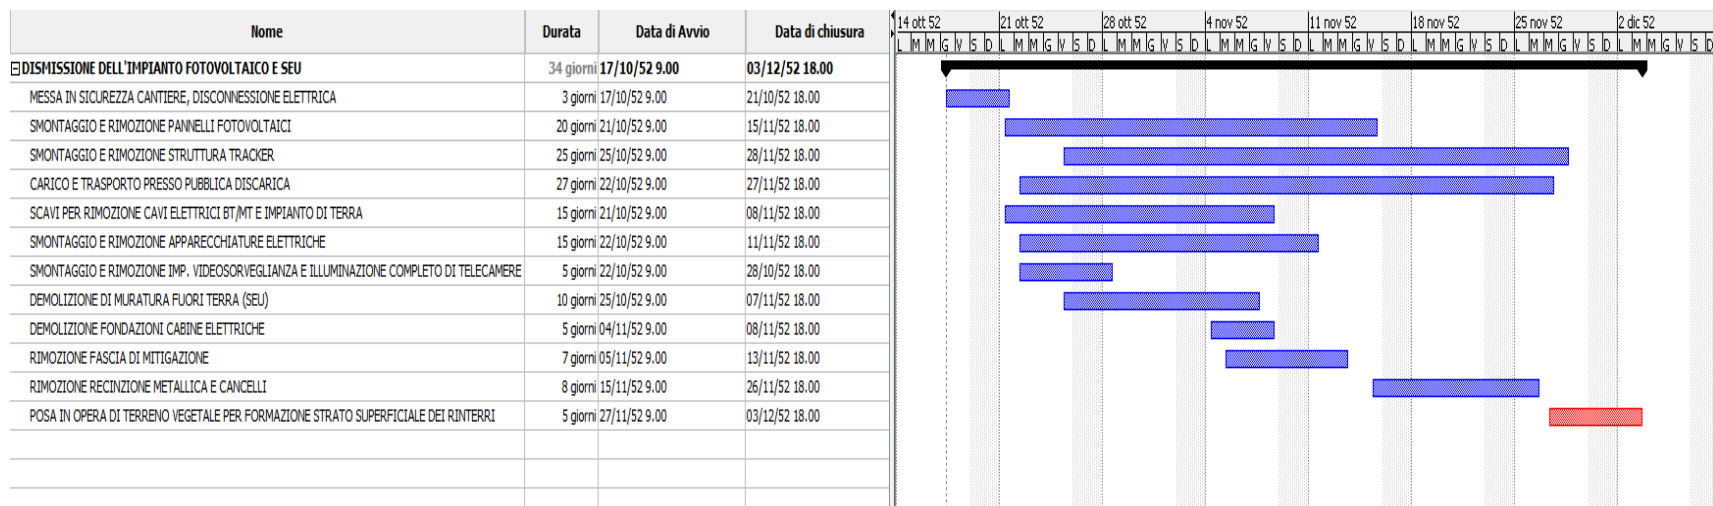 Nome Durata Data di Avvio Data di chiusura
14 ott 52 21 ott 52 28 ott 52 4 nov 52 11 nov 52 18 nov 52 25 nov 52 2 dic 52
L M M G V S D L M M G V S D L M M G V S D L M M G V S D L M M G V S D L M M G V S D L M M G V S D L M M G V S D
DISMISSIONE DELL'IMPIANTO FOTOVOLTAICO E SEU 34 giorni 17/10/52 9.00 03/12/52 18.00
MESSA IN SICUREZZA CANTIERE, DISCONNESSIONE ELETTRICA 3 giorni 17/10/52 9.00 21/10/52 18.00
SMONTAGGIO E RIMOZIONE PANNELLI FOTOVOLTAICI 20 giorni 21/10/52 9.00 15/11/52 18.00
SMONTAGGIO E RIMOZIONE STRUTTURA TRACKER 25 giorni 25/10/52 9.00 28/11/52 18.00
CARICO E TRASPORTO PRESSO PUBBLICA DISCARICA 27 giorni 22/10/52 9.00 27/11/52 18.00
SCAVI PER RIMOZIONE CAVI ELETTRICI BT/MT E IMPIANTO DI TERRA 15 giorni 21/10/52 9.00 08/11/52 18.00
SMONTAGGIO E RIMOZIONE APPARECCHIATURE ELETTRICHE 15 giorni 22/10/52 9.00 11/11/52 18.00
SMONTAGGIO E RIMOZIONE IMP. VIDEOSORVEGLIANZA E ILLUMINAZIONE COMPLETO DI TELECAMERE 5 giorni 22/10/52 9.00 28/10/52 18.00
DEMOLIZIONE DI MURATURA FUORI TERRA (SEU) 10 giorni 25/10/52 9.00 07/11/52 18.00
DEMOLIZIONE FONDAZIONI CABINE ELETTRICHE 5 giorni 04/11/52 9.00 08/11/52 18.00
RIMOZIONE FASCIA DI MITIGAZIONE 7 giorni 05/11/52 9.00 13/11/52 18.00
RIMOZIONE RECINZIONE METALLICA E CANCELLI 8 giorni 15/11/52 9.00 26/11/52 18.00
POSA IN OPERA DI TERRENO VEGETALE PER FORMAZIONE STRATO SUPERFICIALE DEI RINTERRI 5 giorni 27/11/52 9.00 03/12/52 18.00